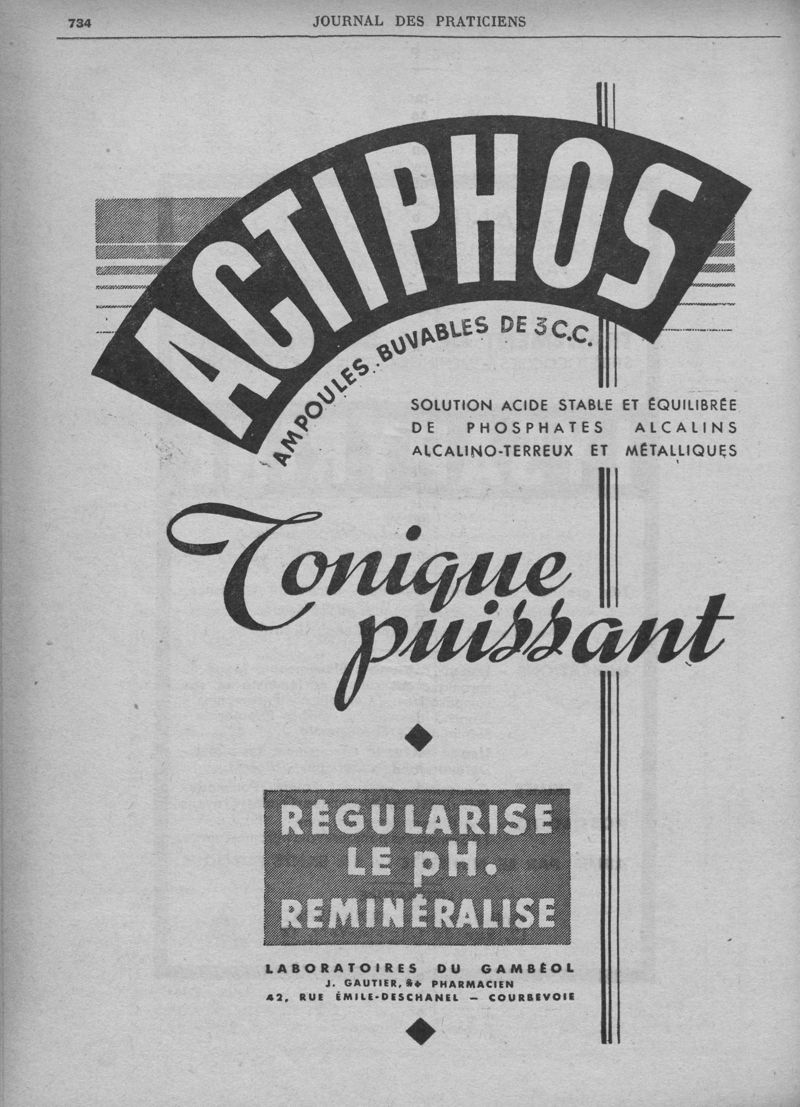 734
JOURNAL DES PRATICIENS
ACTIPHOS
AMPOULES BUVABLES DE 3 C.C.
SOLUTION ACIDE STABLE ET ÉQUILIBRÉE
DE PHOSPHATES ALCALINS
ALCALINO-TERREUX ET MÉTALLIQUES
Tonique
puissant
RÉGULARISE
LE pH.
REMINÉRALISE
LABORATOIRES DU GAMBÉOL
J. GAUTIER, PHARMACIEN
42, RUE ÉMILE-DESCHANEL — COURBEVOIE